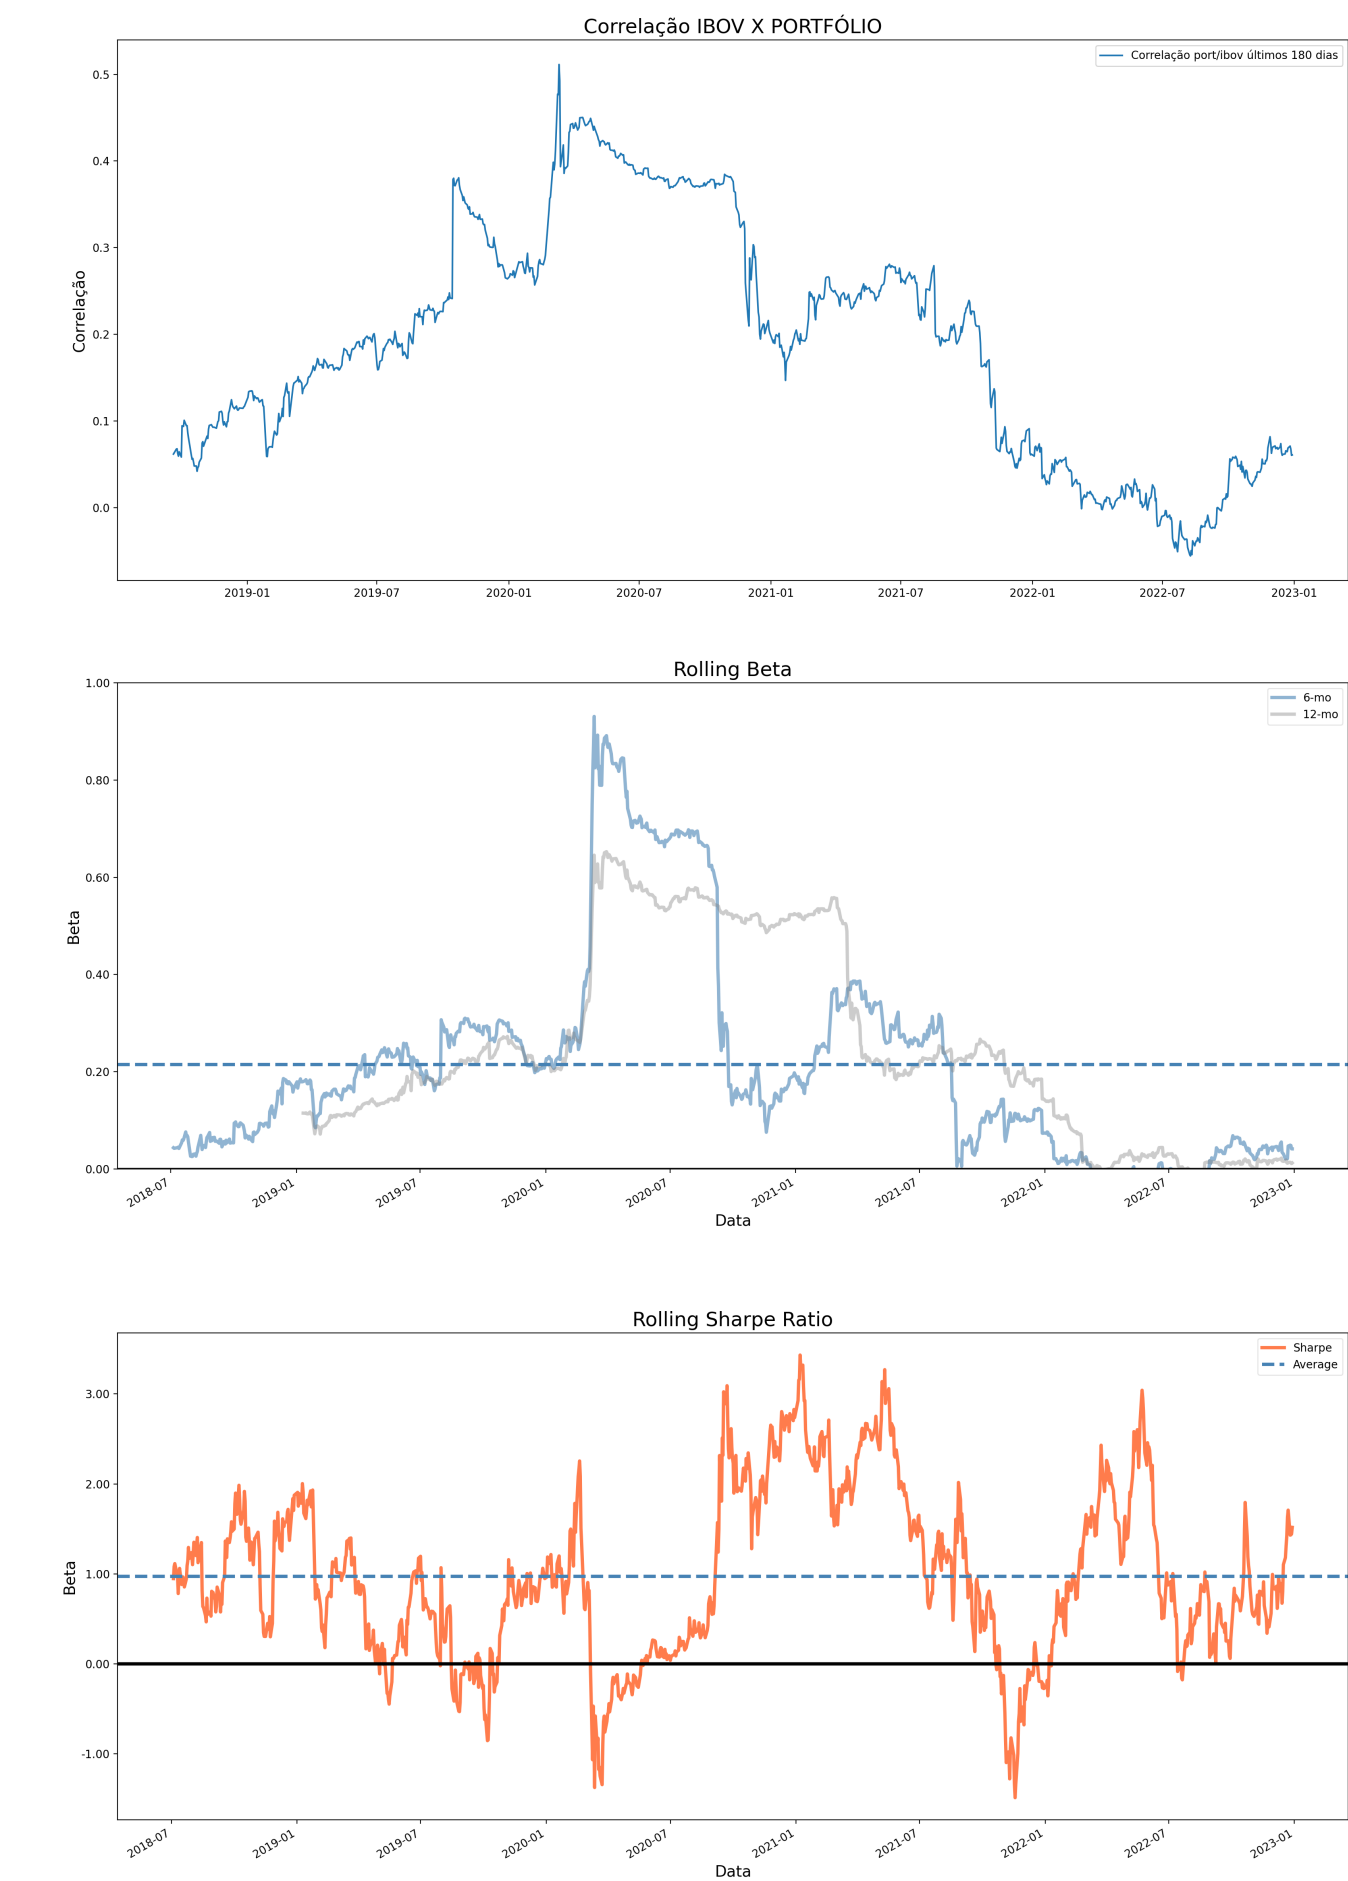 Correlação IBOV X PORTFÓLIO
Correlação port/ibov últimos 180 dias
Correlação
0.5
0.4
0.3
0.2
0.1
0.0
2019-01 2019-07 2020-01 2020-07 2021-01 2021-07 2022-01 2022-07 2023-01
Rolling Beta
6-mo
12-mo
Beta
1.00
0.80
0.60
0.40
0.20
0.00
2018-07 2019-01 2019-07 2020-01 2020-07 2021-01 2021-07 2022-01 2022-07 2023-01
Data
Rolling Sharpe Ratio
Sharpe
Average
Beta
3.00
2.00
1.00
0.00
-1.00
2018-07 2019-01 2019-07 2020-01 2020-07 2021-01 2021-07 2022-01 2022-07 2023-01
Data